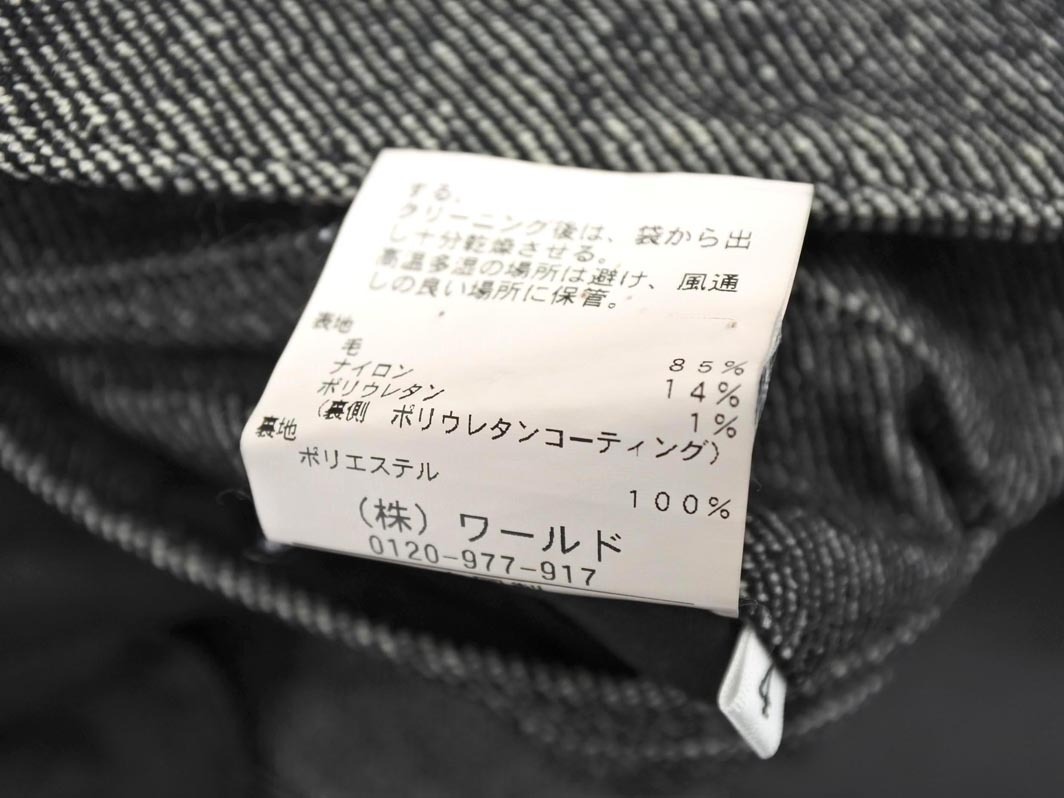 する。
クリーニング後は、袋から出
し十分乾燥させる。
高温多湿の場所は避け、風通
しの良い場所に保管。
表地
毛 85%
ナイロン 14%
ポリウレタン 1%
(裏側 ポリウレタンコーティング)
裏地
ポリエステル 100%
(株) ワールド
0120-977-917
4